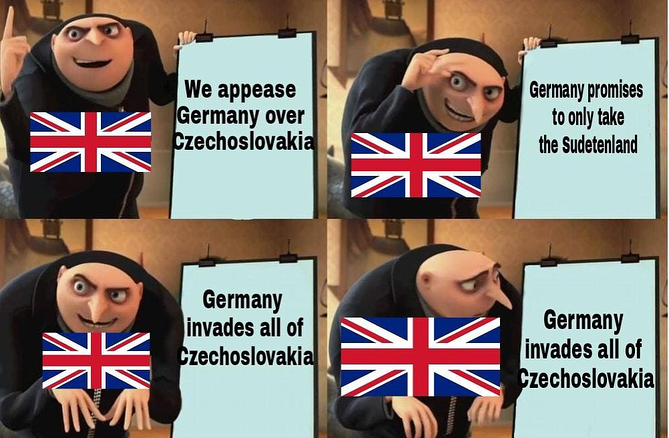 We appease
Germany over
Czechoslovakia
Germany promises
to only take
the Sudetenland
Germany
invades all of
Czechoslovakia
Germany
invades all of
Czechoslovakia